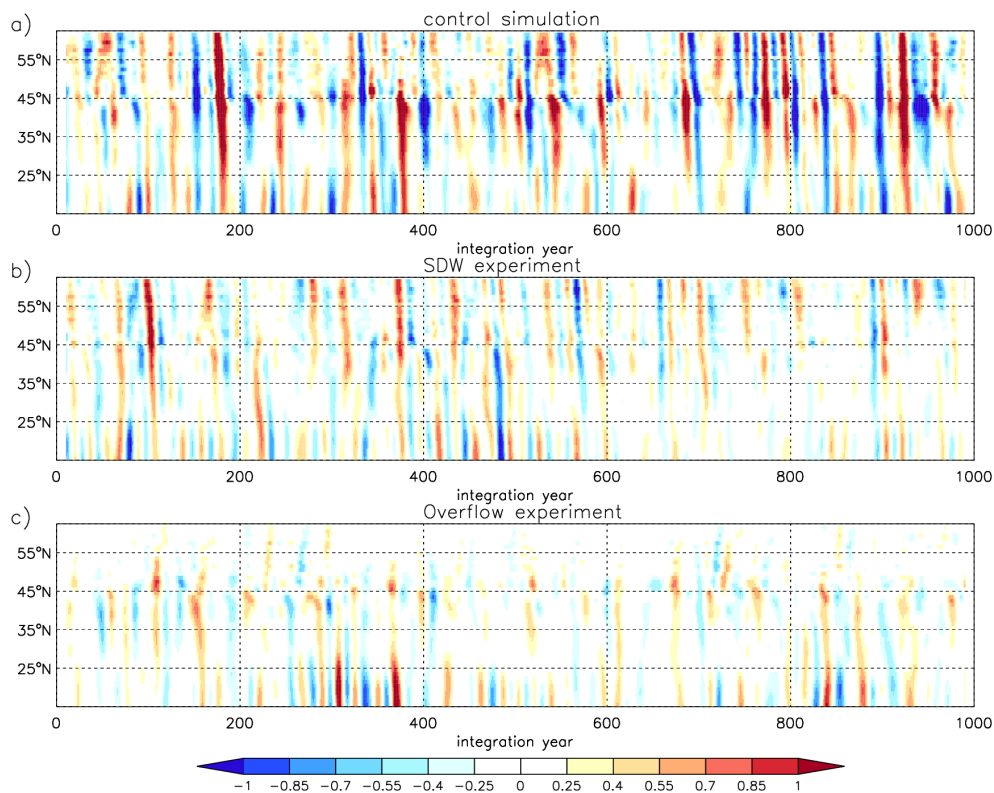 a) control simulation
55°N
45°N
35°N
25°N
0 200 400 600 800 1000
integration year
b) SDW experiment
55°N
45°N
35°N
25°N
0 200 400 600 800 1000
integration year
c) Overflow experiment
55°N
45°N
35°N
25°N
0 200 400 600 800 1000
integration year
-1 -0.85 -0.7 -0.55 -0.4 -0.25 0 0.25 0.4 0.55 0.7 0.85 1